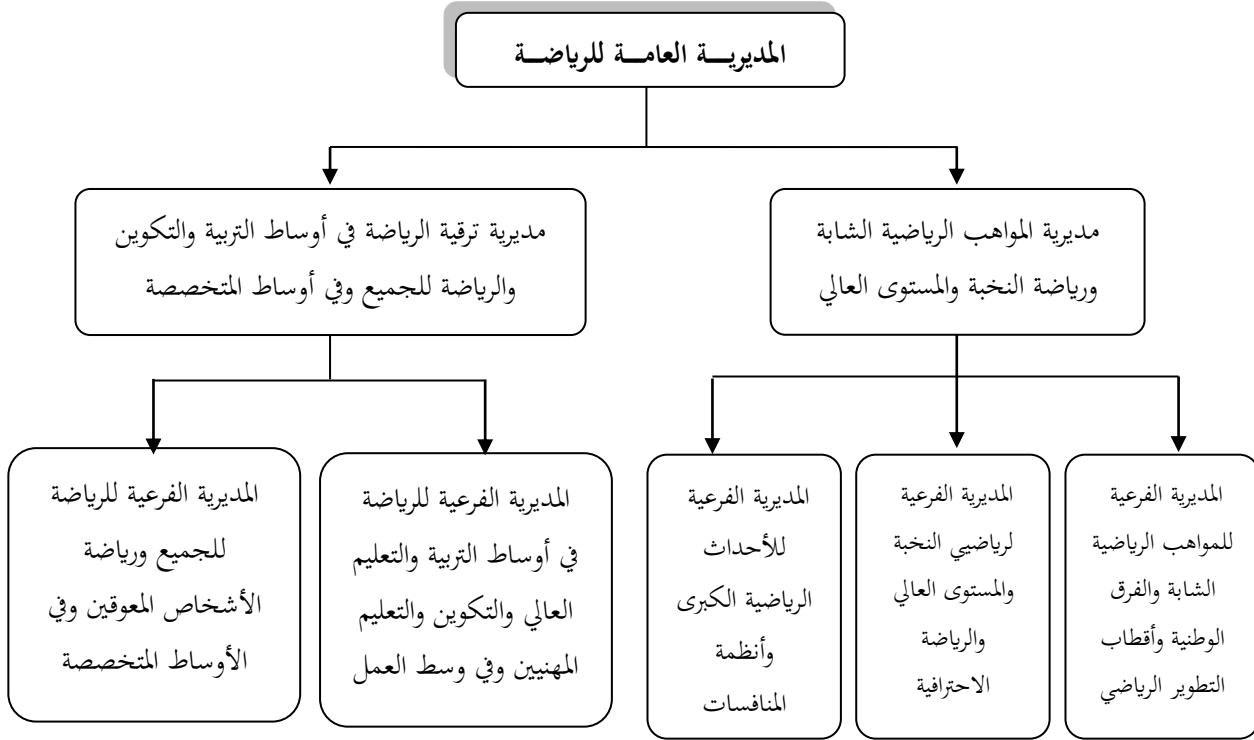 المديريـــة العامـــة للرياضـــة
مديرية المواهب الرياضية الشابة
ورياضة النخبة والمستوى العالي
مديرية ترقية الرياضة في أوساط التربية والتكوين
والرياضة للجميع وفي أوساط المتخصصة
المديرية الفرعية
للمواهب الرياضية
الشابة والفرق
الوطنية وأقطاب
التطوير الرياضي
المديرية الفرعية
لرياضيي النخبة
والمستوى العالي
والرياضة
الاحترافية
المديرية الفرعية
للأحداث
الرياضية الكبرى
وأنظمة
المنافسات
المديرية الفرعية للرياضة
في أوساط التربية والتعليم
العالي والتكوين والتعليم
المهنيين وفي وسط العمل
المديرية الفرعية للرياضة
للجميع ورياضة
الأشخاص المعوقين وفي
الأوساط المتخصصة